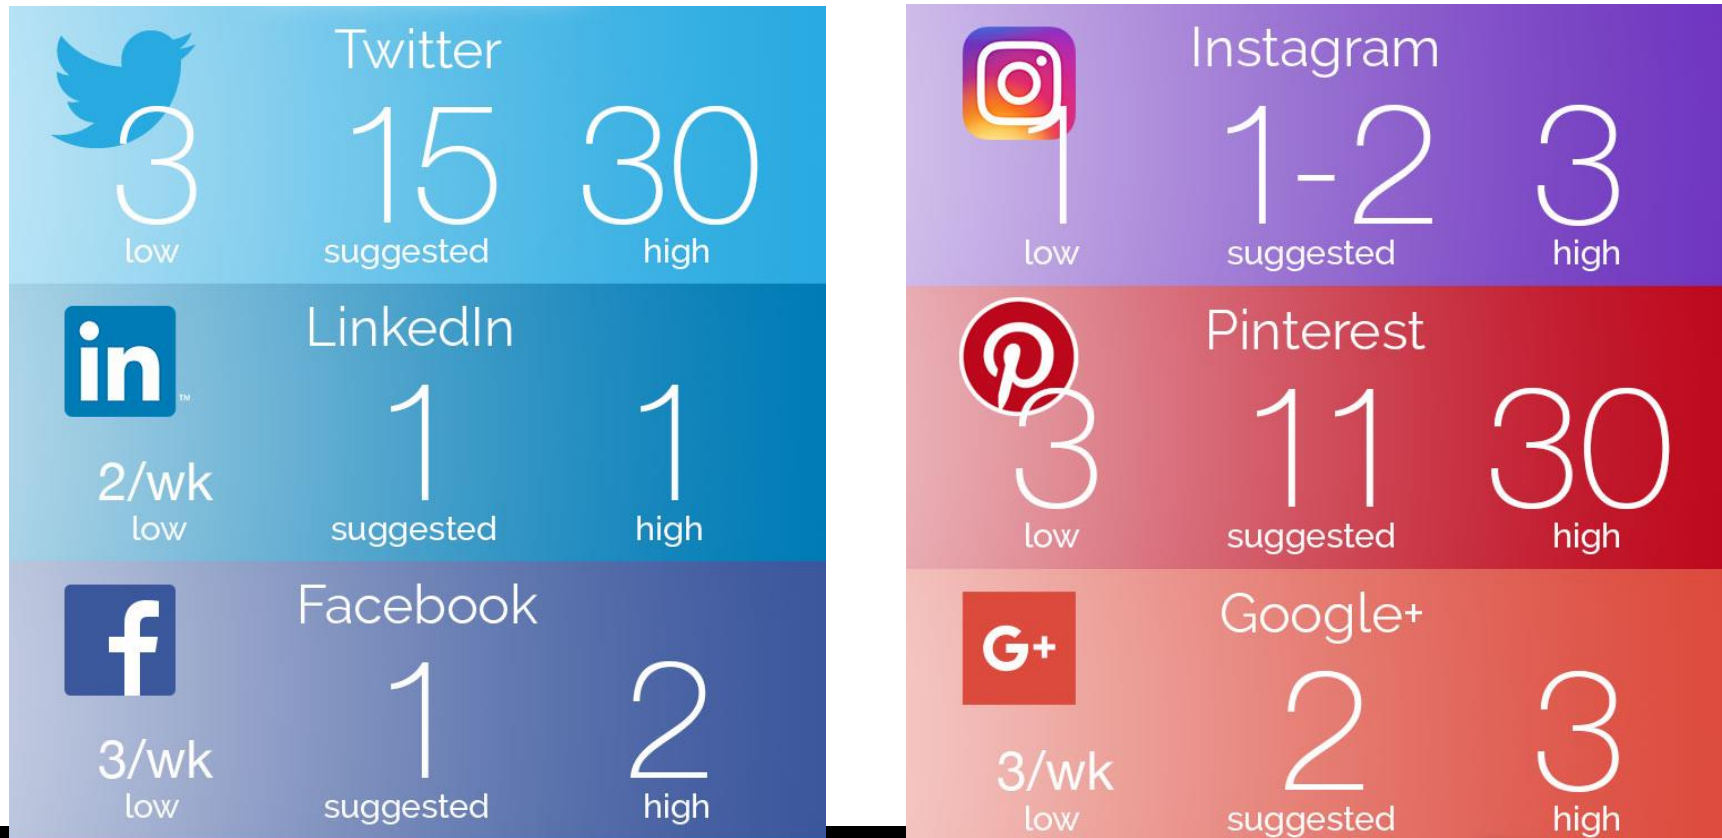 Twitter
3 15 30
low suggested high
in ™
LinkedIn
2/wk 1 1
low suggested high
f
Facebook
3/wk 1 2
low suggested high
Instagram
1 1-2 3
low suggested high
Pinterest
3 11 30
low suggested high
G+
Google+
3/wk 2 3
low suggested high